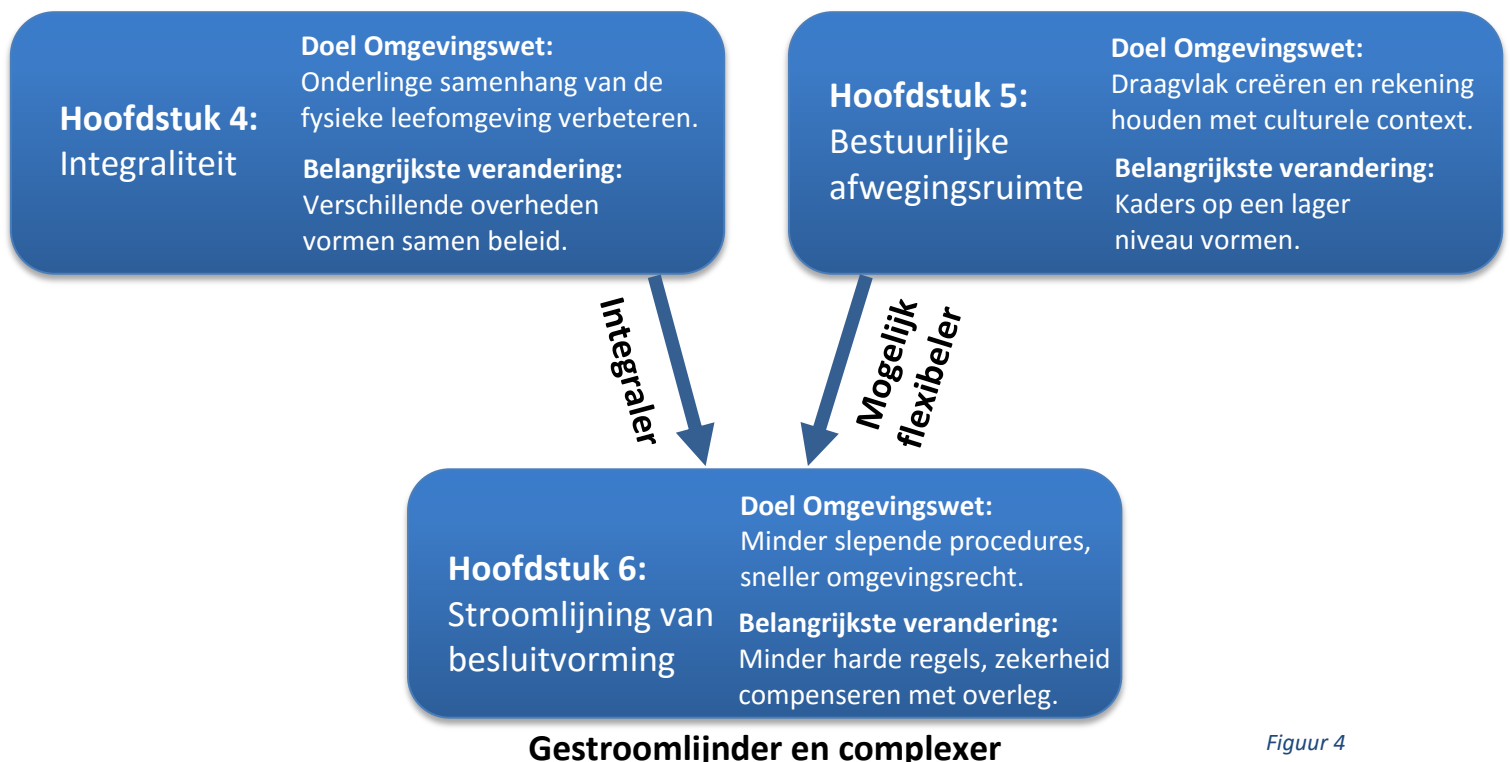 Hoofdstuk 4:
Integraliteit
Doel Omgevingswet:
Onderlinge samenhang van de
fysieke leefomgeving verbeteren.
Belangrijkste verandering:
Verschillende overheden
vormen samen beleid.
Hoofdstuk 5:
Bestuurlijke
afwegingsruimte
Doel Omgevingswet:
Draagvlak creëren en rekening
houden met culturele context.
Belangrijkste verandering:
Kaders op een lager
niveau vormen.
Integraler
Mogelijk
flexibeler
Hoofdstuk 6:
Stroomlijning van
besluitvorming
Doel Omgevingswet:
Minder slepende procedures,
sneller omgevingsrecht.
Belangrijkste verandering:
Minder harde regels, zekerheid
compenseren met overleg.
Gestroomlijnder en complexer
Figuur 4